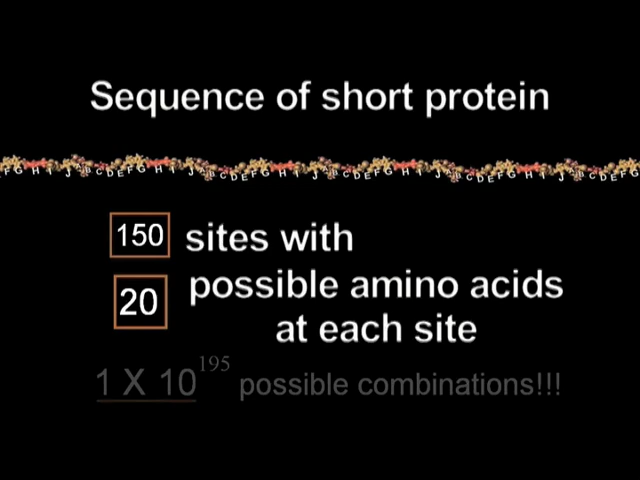 Sequence of short protein
F G H I J A B C D E F G H I J A B C D E F G H I J A B C D E F G H I J A B C D E F G H I J A B C D E F G
150 sites with
20 possible amino acids
at each site
1 X 10¹⁹⁵ possible combinations!!!